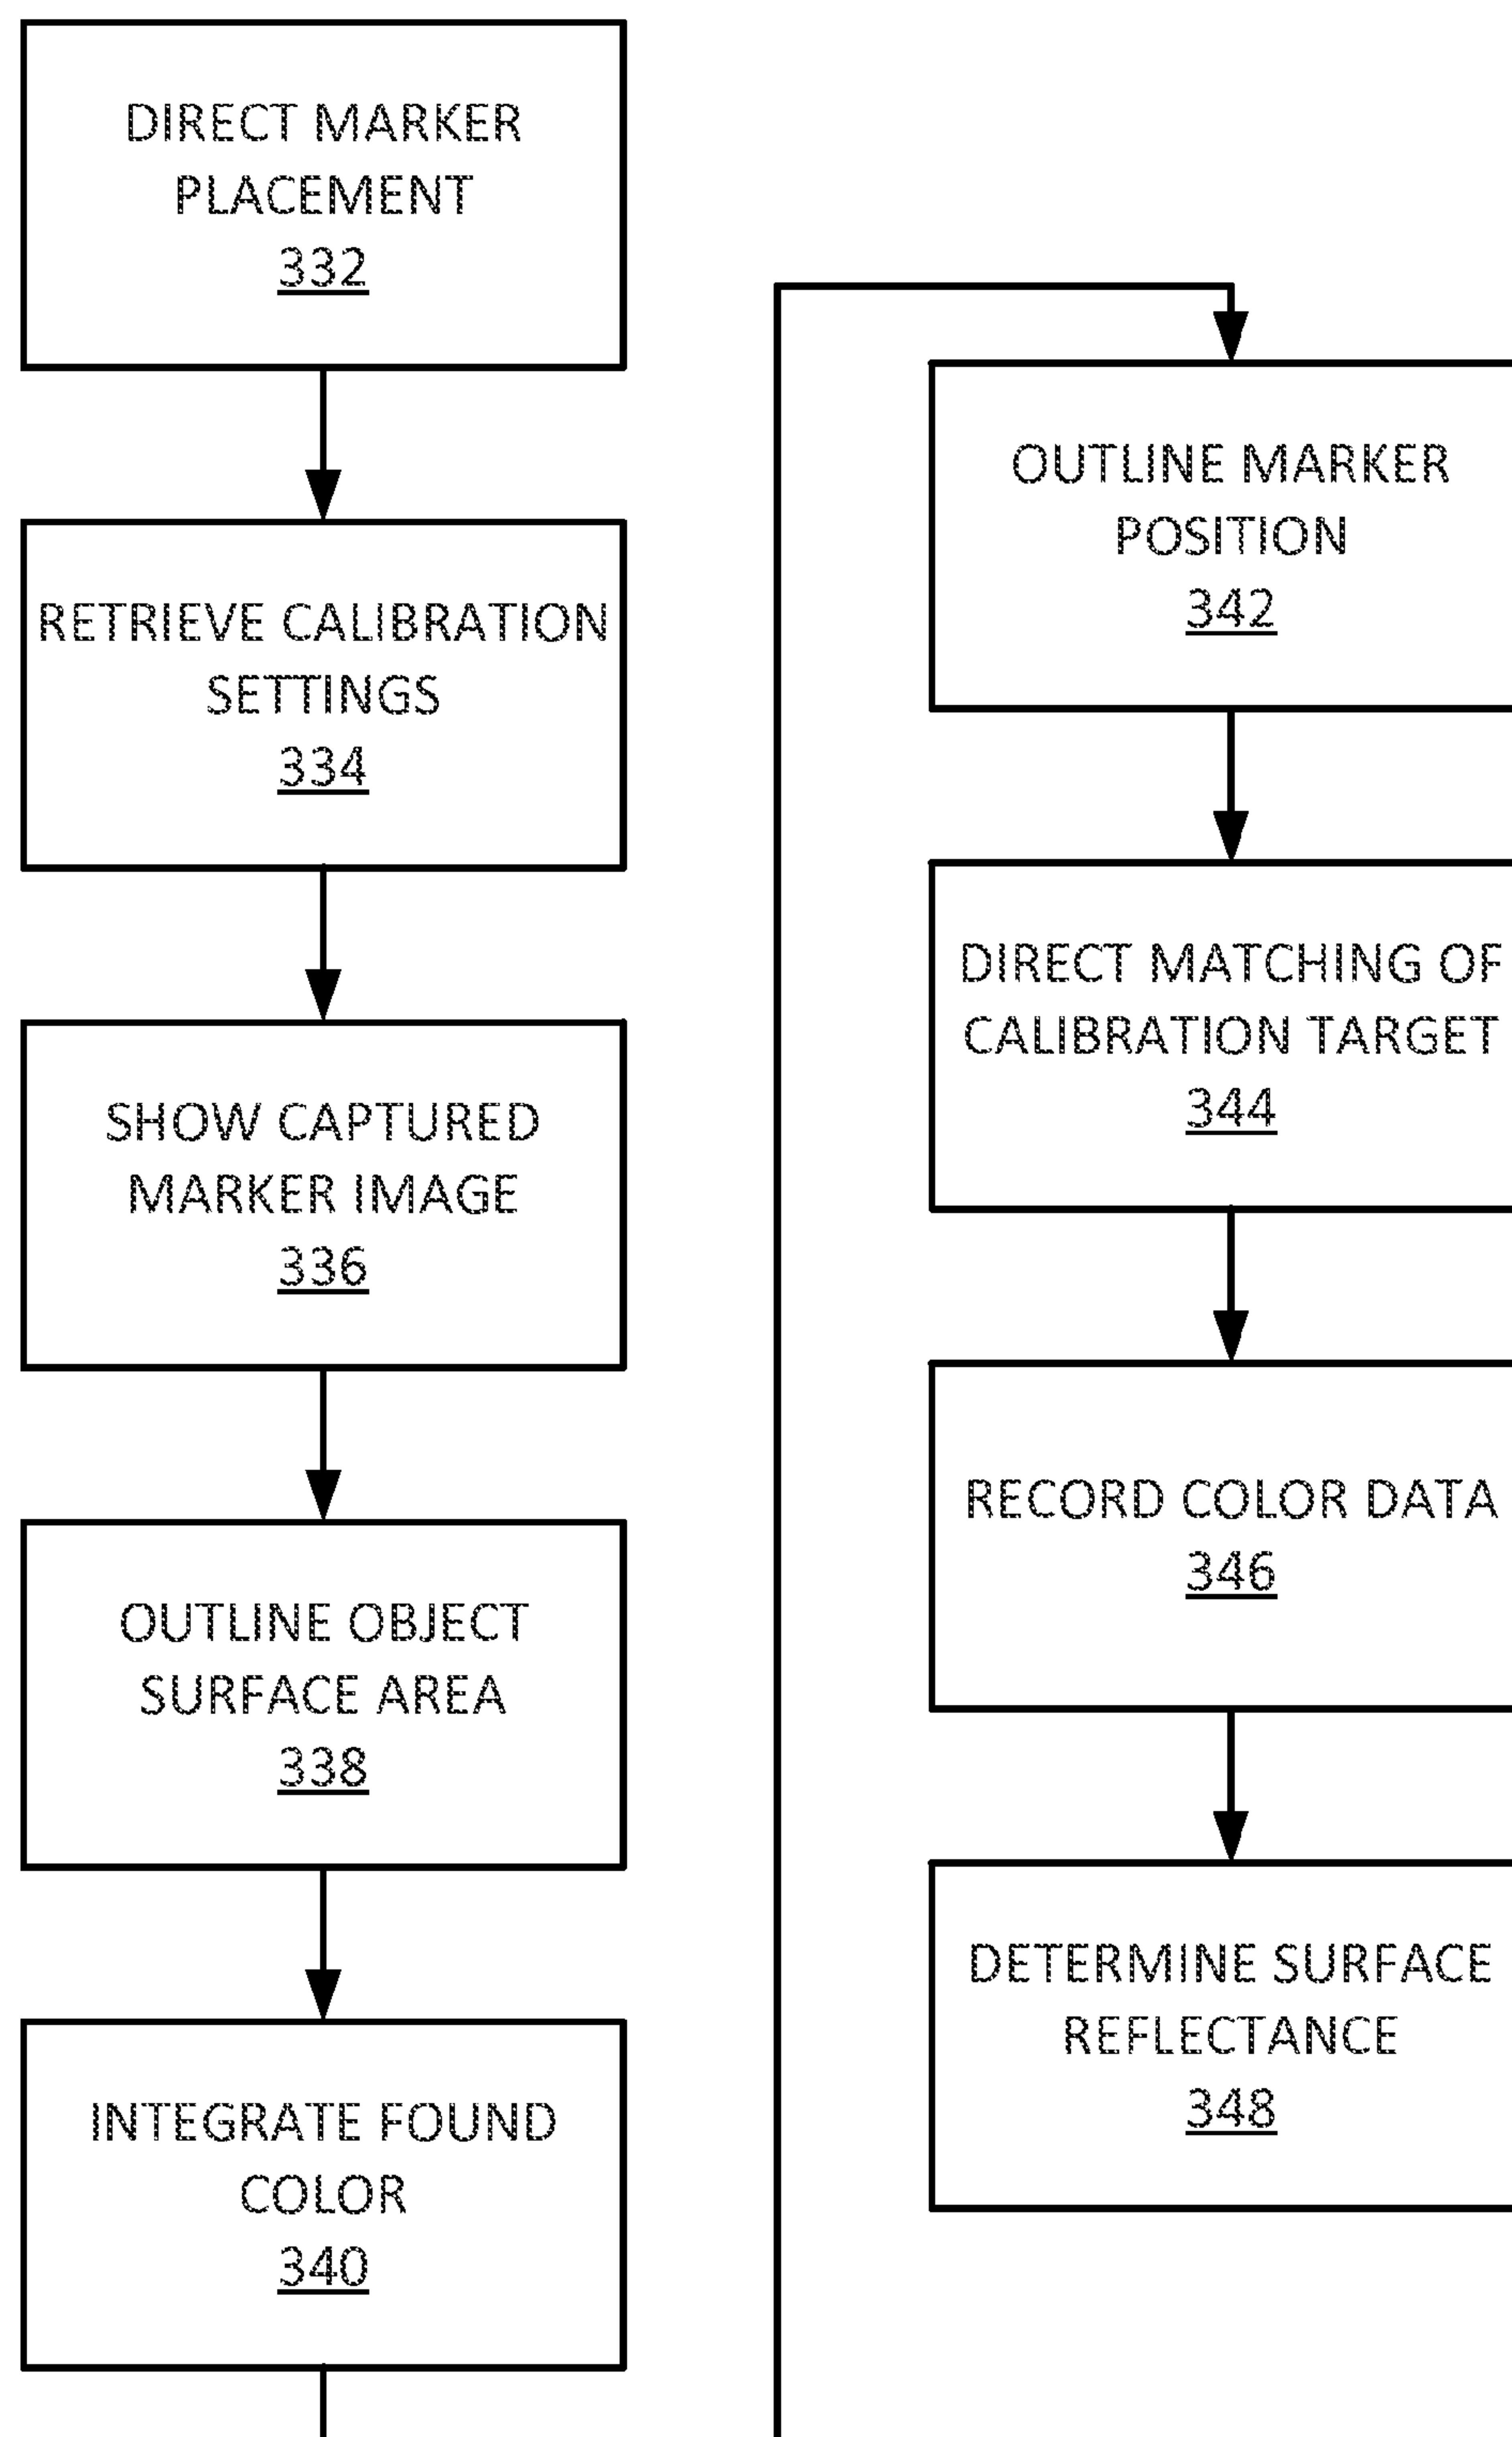 DIRECT MARKER
PLACEMENT
332
RETRIEVE CALIBRATION
SETTINGS
334
SHOW CAPTURED
MARKER IMAGE
336
OUTLINE OBJECT
SURFACE AREA
338
INTEGRATE FOUND
COLOR
340
OUTLINE MARKER
POSITION
342
DIRECT MATCHING OF
CALIBRATION TARGET
344
RECORD COLOR DATA
346
DETERMINE SURFACE
REFLECTANCE
348